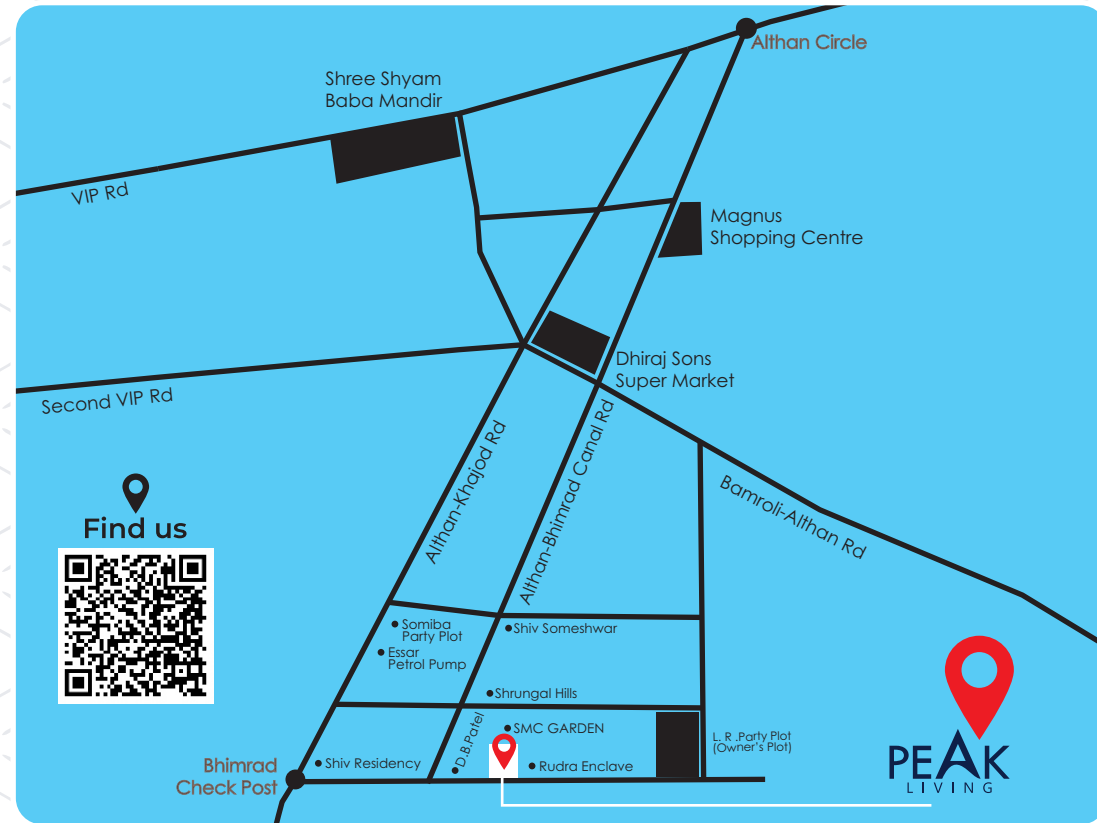 Althan Circle
Shree Shyam
Baba Mandir
VIP Rd
Magnus
Shopping Centre
Dhiraj Sons
Super Market
Second VIP Rd
Althan-Khajod Rd
Althan-Bhimrad Canal Rd
Bamroli-Althan Rd
Find us
Somiba
Party Plot
Shiv Someshwar
Essar
Petrol Pump
Shrungal Hills
D.B.Patel
SMC GARDEN
L. R .Party Plot
(Owner's Plot)
Bhimrad
Check Post
Shiv Residency
Rudra Enclave
PEAK
LIVING